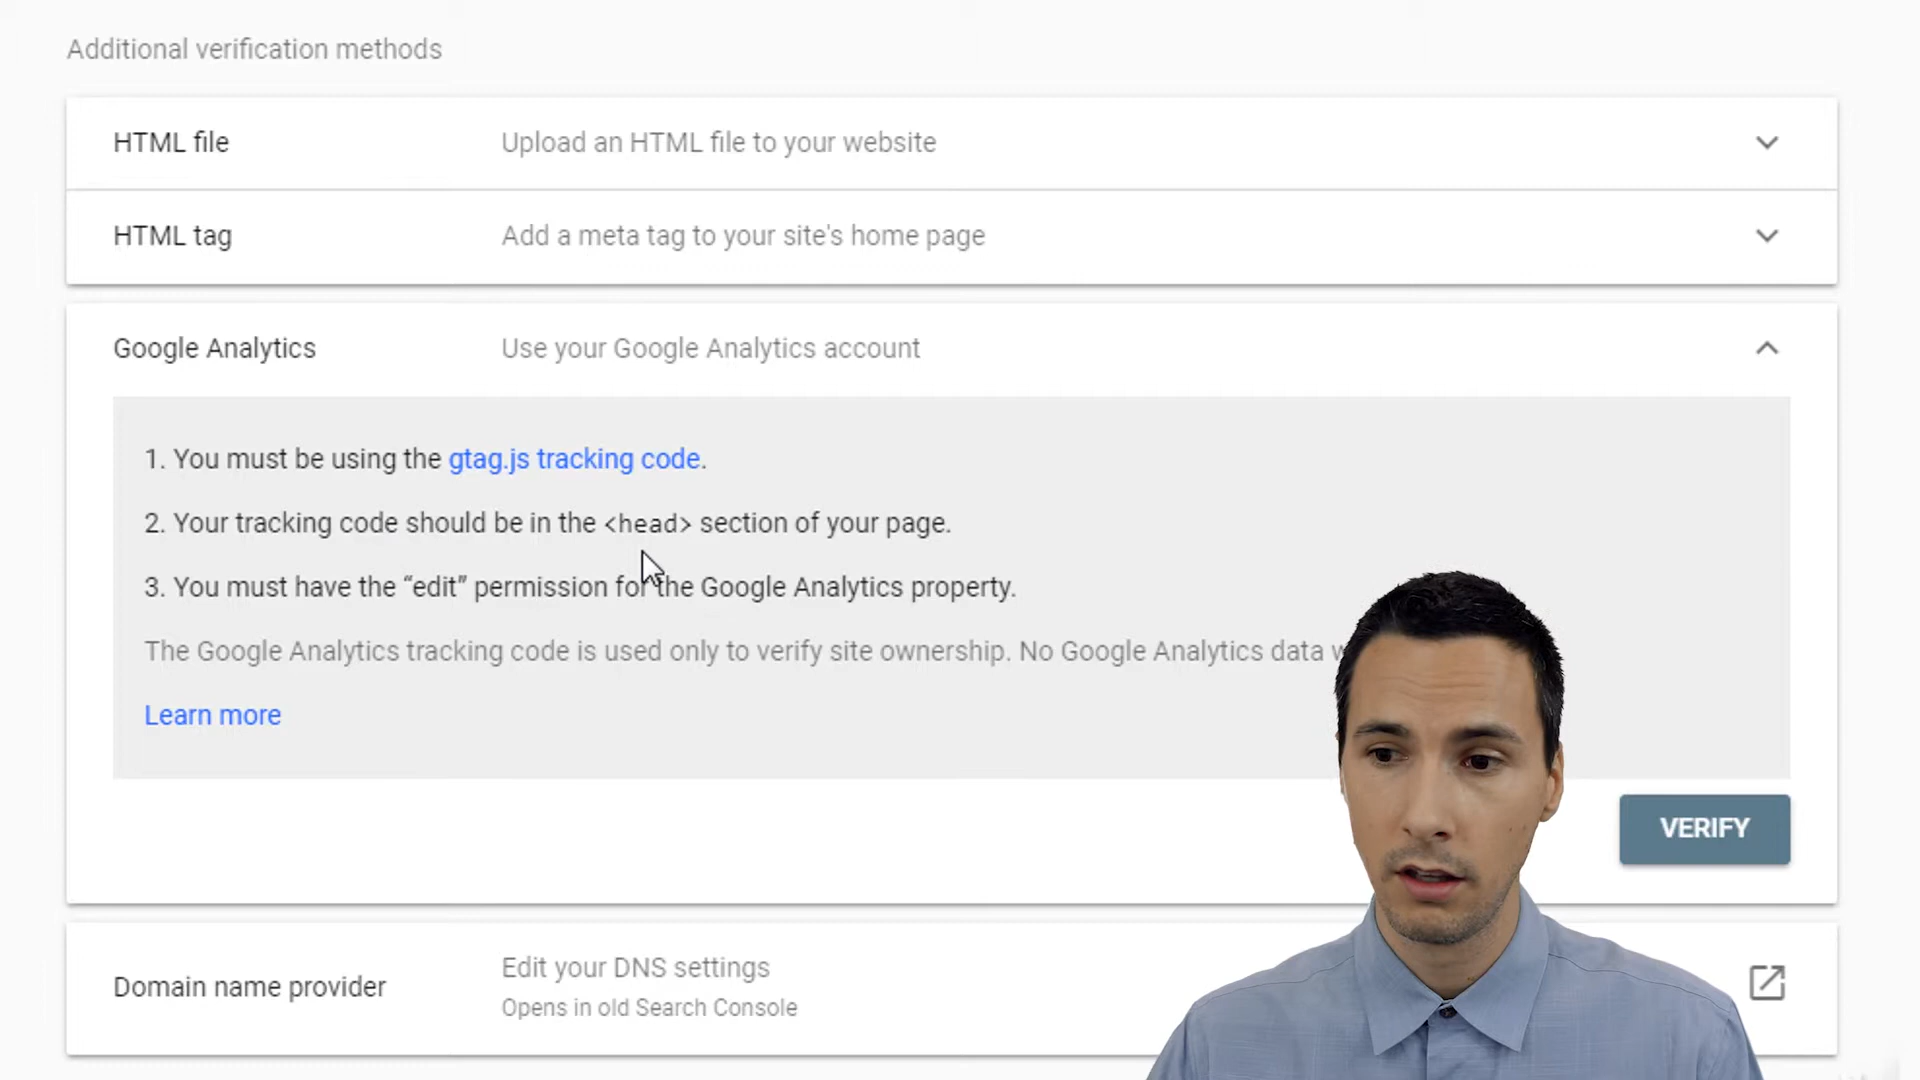 Additional verification methods
HTML file
Upload an HTML file to your website
HTML tag
Add a meta tag to your site's home page
Google Analytics
Use your Google Analytics account
1. You must be using the gtag.js tracking code.
2. Your tracking code should be in the <head> section of your page.
3. You must have the “edit” permission for the Google Analytics property.
The Google Analytics tracking code is used only to verify site ownership. No Google Analytics data
Learn more
VERIFY
Domain name provider
Edit your DNS settings
Opens in old Search Console